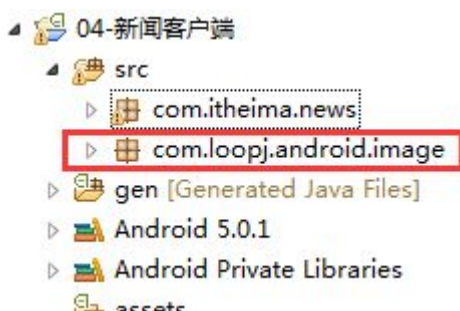 04-新闻客户端
src
com.itheima.news
com.loopj.android.image
gen [Generated Java Files]
Android 5.0.1
Android Private Libraries
assets